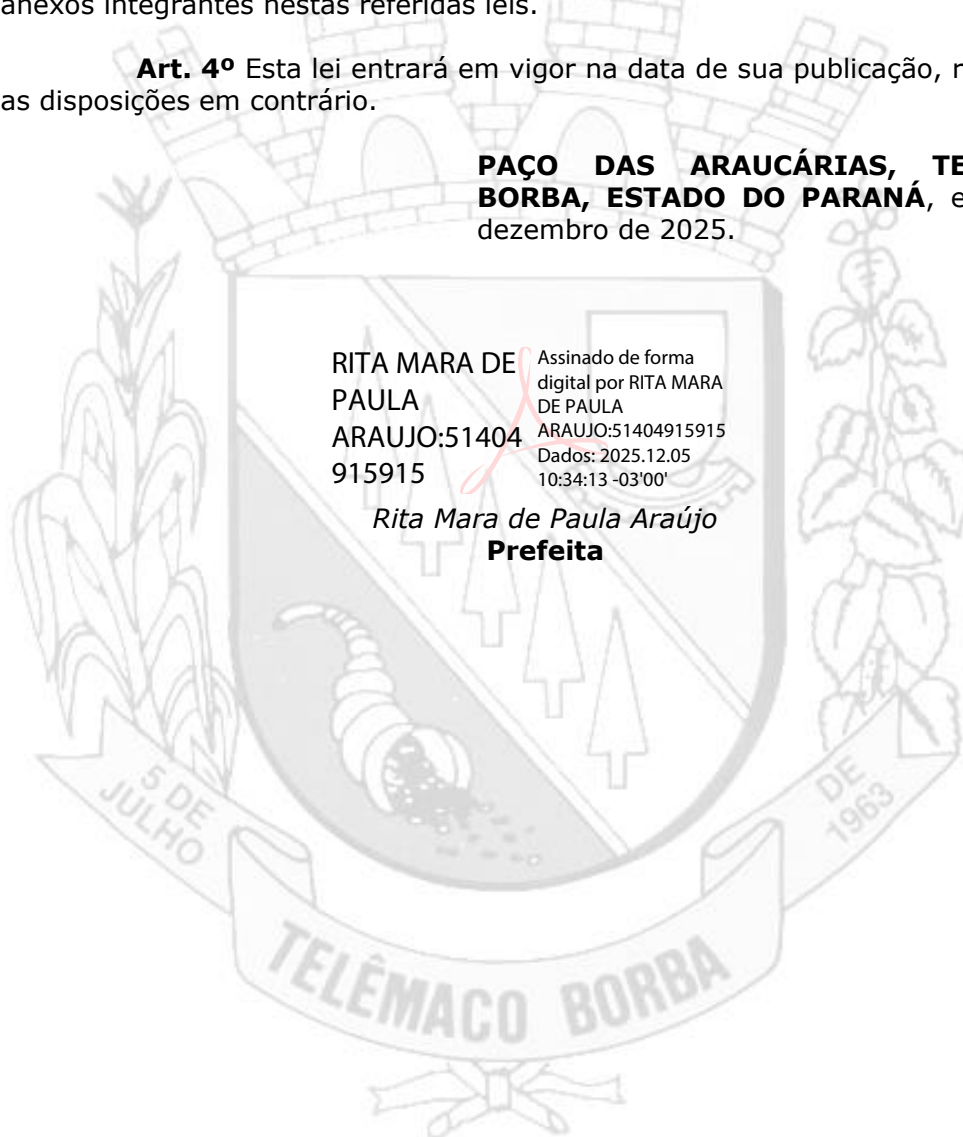 anexos integrantes nestas referidas leis.
Art. 4º Esta lei entrará em vigor na data de sua publicação,
as disposições em contrário.
PAÇO DAS ARAUCÁRIAS, TE
BORBA, ESTADO DO PARANÁ, e
dezembro de 2025.
RITA MARA DE
PAULA
ARAUJO:51404
915915
Assinado de forma
digital por RITA MARA
DE PAULA
ARAUJO:51404915915
Dados: 2025.12.05
10:34:13 -03'00'
Rita Mara de Paula Araújo
Prefeita
5 DE
JULHO
DE
1963
TELÊMACO BORBA